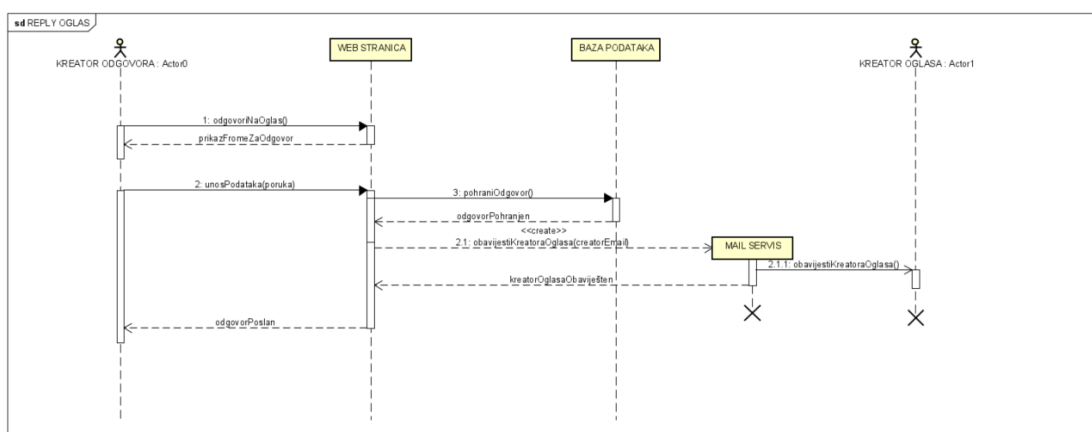 sd REPLY OGLAS
KREATOR ODGOVORA : Actor0
WEB STRANICA
BAZA PODATAKA
KREATOR OGLASA : Actor1
1: odgovoriNaOglas()
prikazFromeZaOdgovor
2: unosPodataka(poruka)
3: pohraniOdgovor()
odgovorPohranjen
<<create>>
2.1: obavijestiKreatoraOglasa(creatorEmail)
MAIL SERVIS
2.1.1: obavijestiKreatoraOglasa()
kreatorOglasaObaviješten
odgovorPoslan